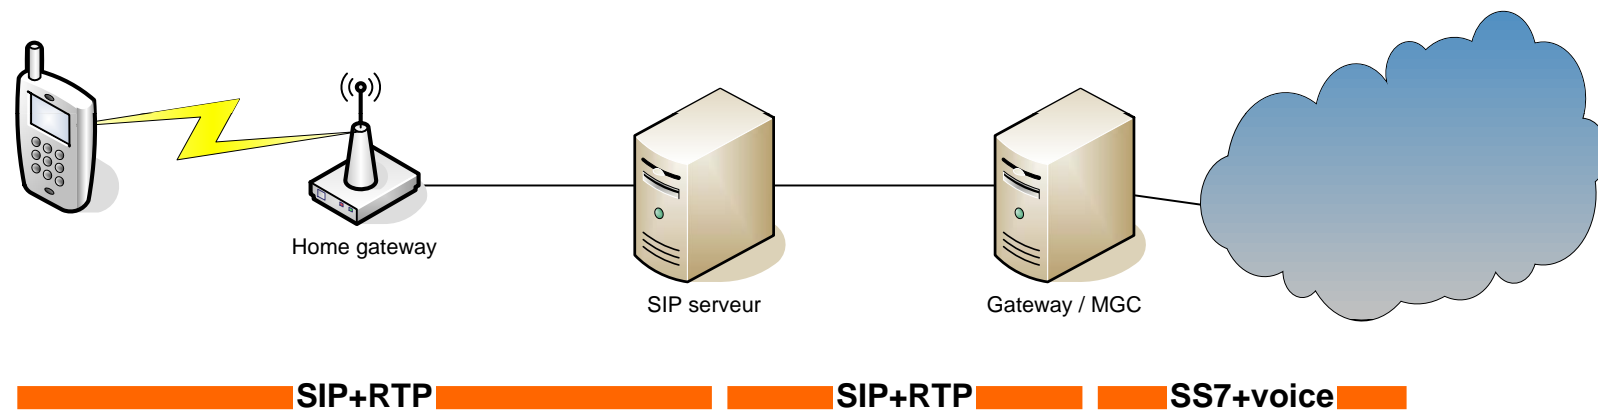 Home gateway
SIP serveur
Gateway / MGC
SIP+RTP
SIP+RTP
SS7+voice